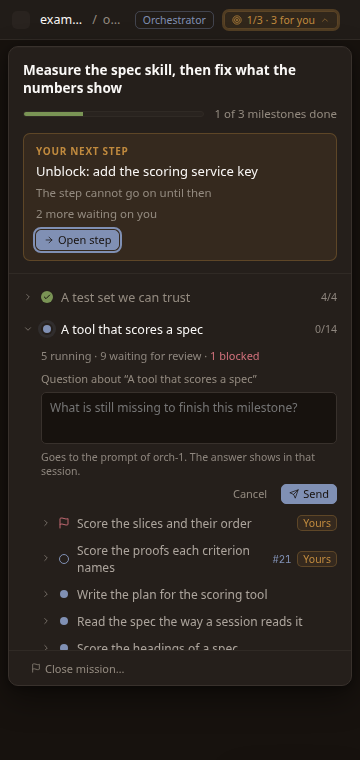 exam... / o... Orchestrator 1/3 · 3 for you
Measure the spec skill, then fix what the
numbers show
1 of 3 milestones done
YOUR NEXT STEP
Unblock: add the scoring service key
The step cannot go on until then
2 more waiting on you
Open step
A test set we can trust 4/4
A tool that scores a spec 0/14
5 running · 9 waiting for review · 1 blocked
Question about “A tool that scores a spec”
What is still missing to finish this milestone?
Goes to the prompt of orch-1. The answer shows in that
session.
Cancel Send
Score the slices and their order Yours
Score the proofs each criterion
names #21 Yours
Write the plan for the scoring tool
Read the spec the way a session reads it
Score the headings of a spec
Close mission...